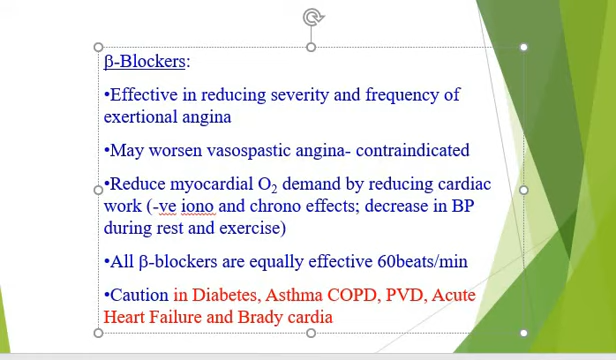 β-Blockers:
•Effective in reducing severity and frequency of
exertional angina
•May worsen vasospastic angina- contraindicated
•Reduce myocardial O₂ demand by reducing cardiac
work (-ve iono and chrono effects; decrease in BP
during rest and exercise)
•All β-blockers are equally effective 60beats/min
•Caution in Diabetes, Asthma COPD, PVD, Acute
Heart Failure and Brady cardia